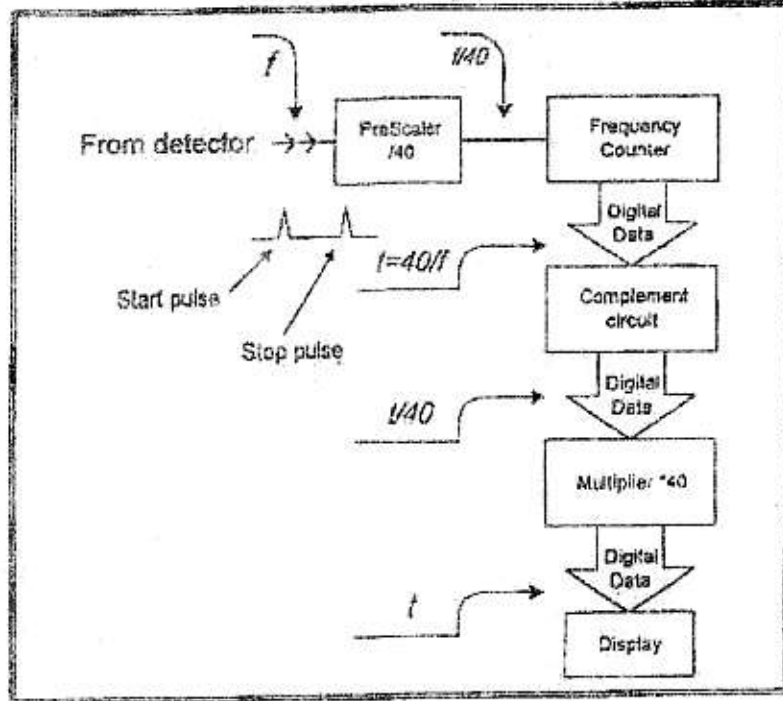 f
f/40
From detector
PreScaler
/40
Frequency
Counter
Digital
Data
t=40/f
Start pulse
Stop pulse
Complement
circuit
Digital
Data
t/40
Multiplier *40
Digital
Data
t
Display